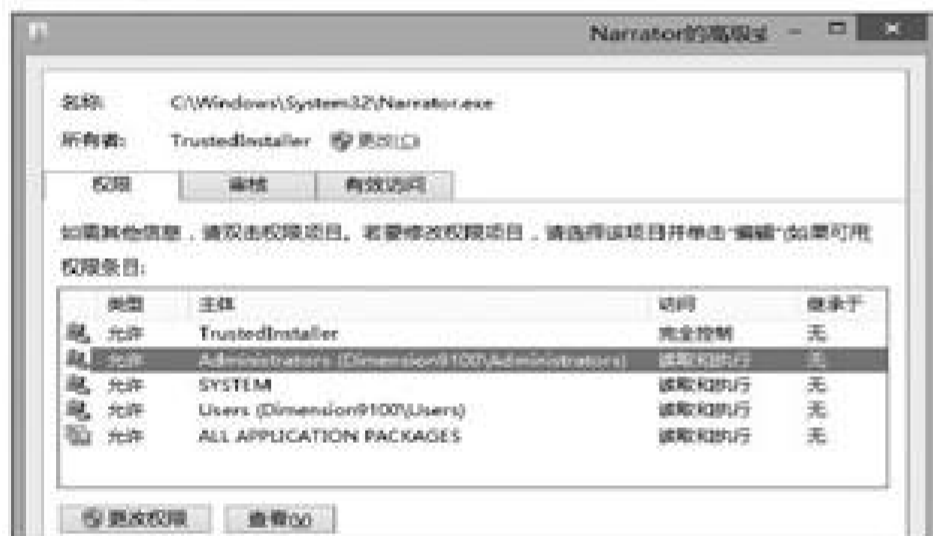 Narrator的高级
名称: C:\Windows\System32\Narrator.exe
所有者: TrustedInstaller 更改(C)
权限 审核 有效访问
如需其他信息，请双击权限项目。若要修改权限项目，请选择该项目并单击"编辑"(如果可用
权限条目:
类型 主体 访问 继承于
允许 TrustedInstaller 完全控制 无
允许 Administrators (Dimension9100\Administrators) 读取和执行 无
允许 SYSTEM 读取和执行 无
允许 Users (Dimension9100\Users) 读取和执行 无
允许 ALL APPLICATION PACKAGES 读取和执行 无
更改权限 查看(V)